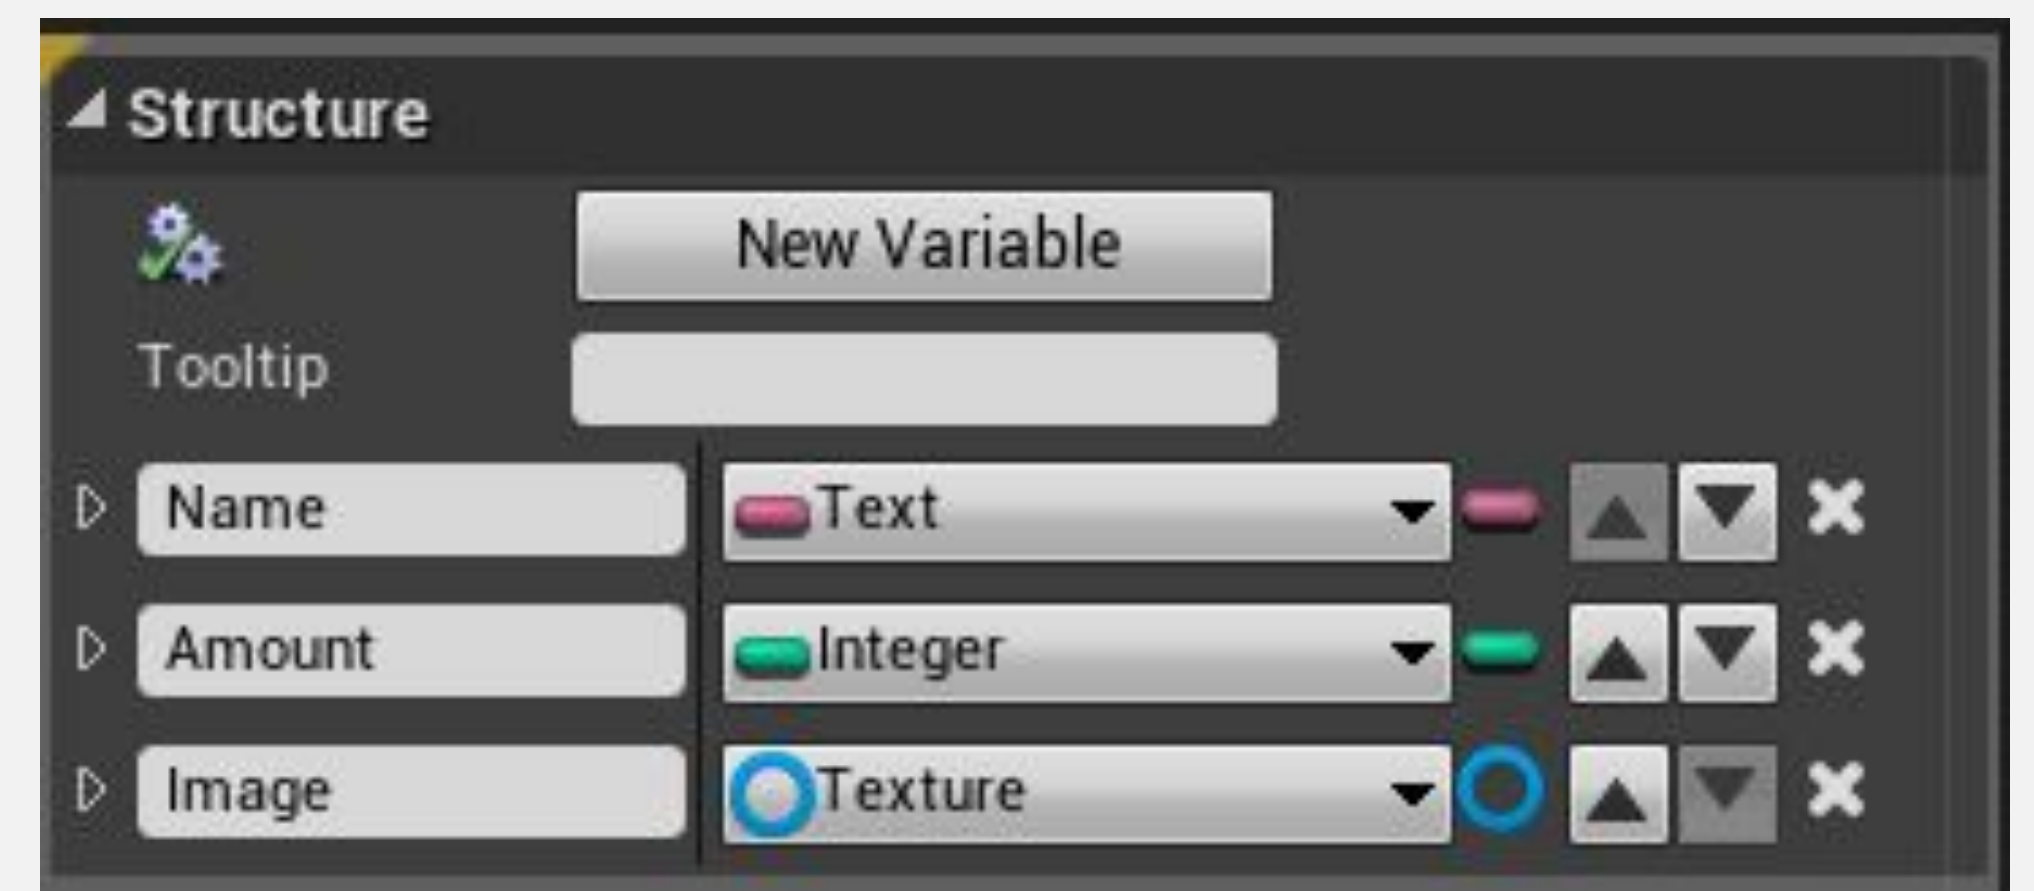 Structure
New Variable
Tooltip
Name Text
Amount Integer
Image Texture